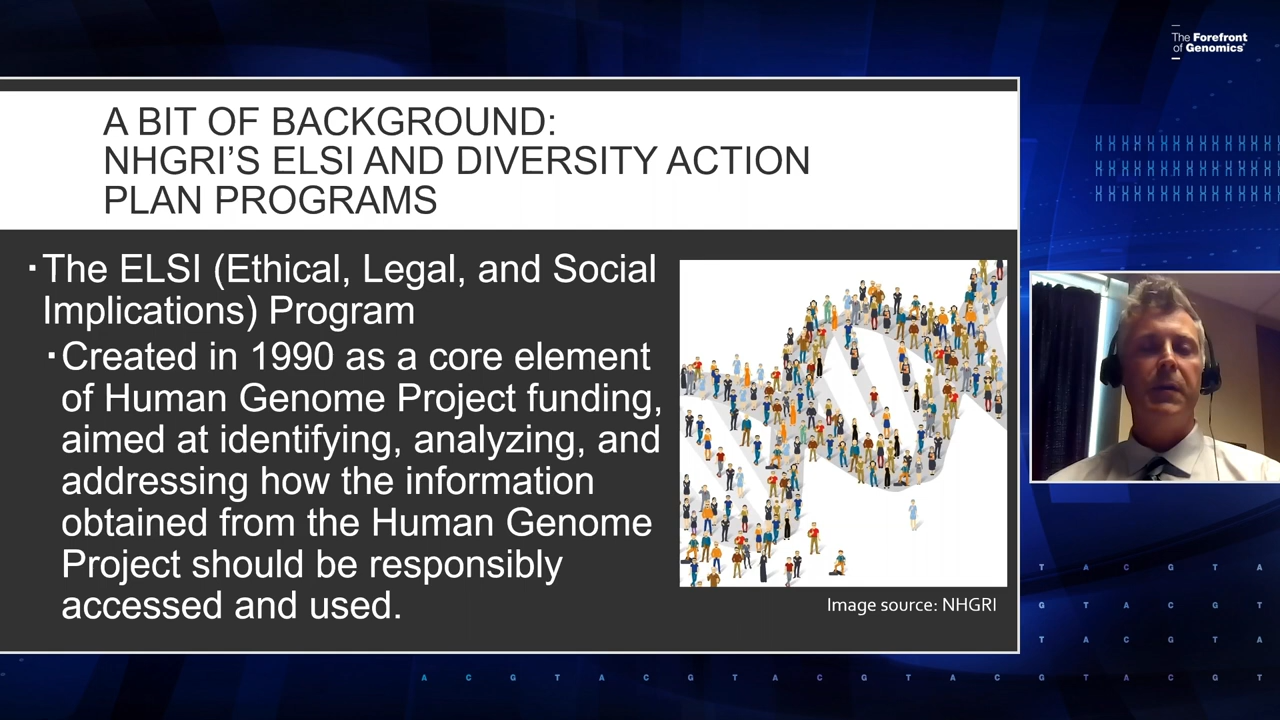 The Forefront
of Genomics®
A BIT OF BACKGROUND:
NHGRI’S ELSI AND DIVERSITY ACTION
PLAN PROGRAMS
▪ The ELSI (Ethical, Legal, and Social
Implications) Program
▪ Created in 1990 as a core element
of Human Genome Project funding,
aimed at identifying, analyzing, and
addressing how the information
obtained from the Human Genome
Project should be responsibly
accessed and used.
Image source: NHGRI
T A C G T A
G T A C G T
T A C G T A
A C G T A C G T A C G T A C G T A C G T